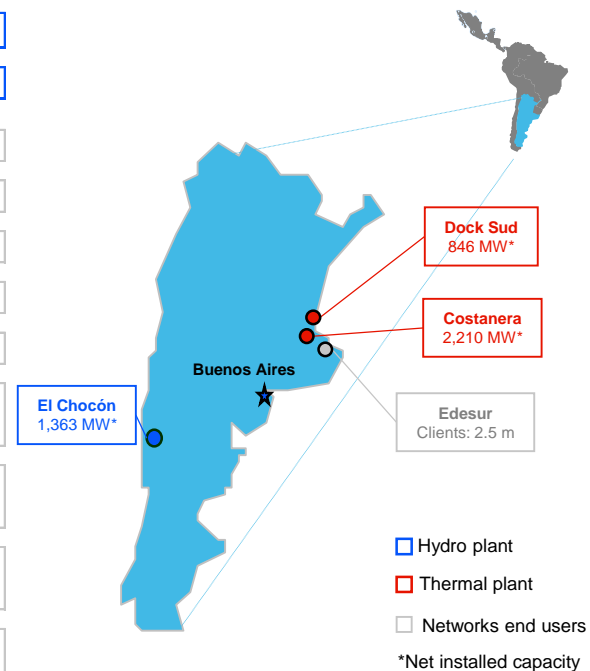 Dock Sud
846 MW*
Costanera
2,210 MW*
Buenos Aires
El Chocón
1,363 MW*
Edesur
Clients: 2.5 m
Hydro plant
Thermal plant
Networks end users
*Net installed capacity